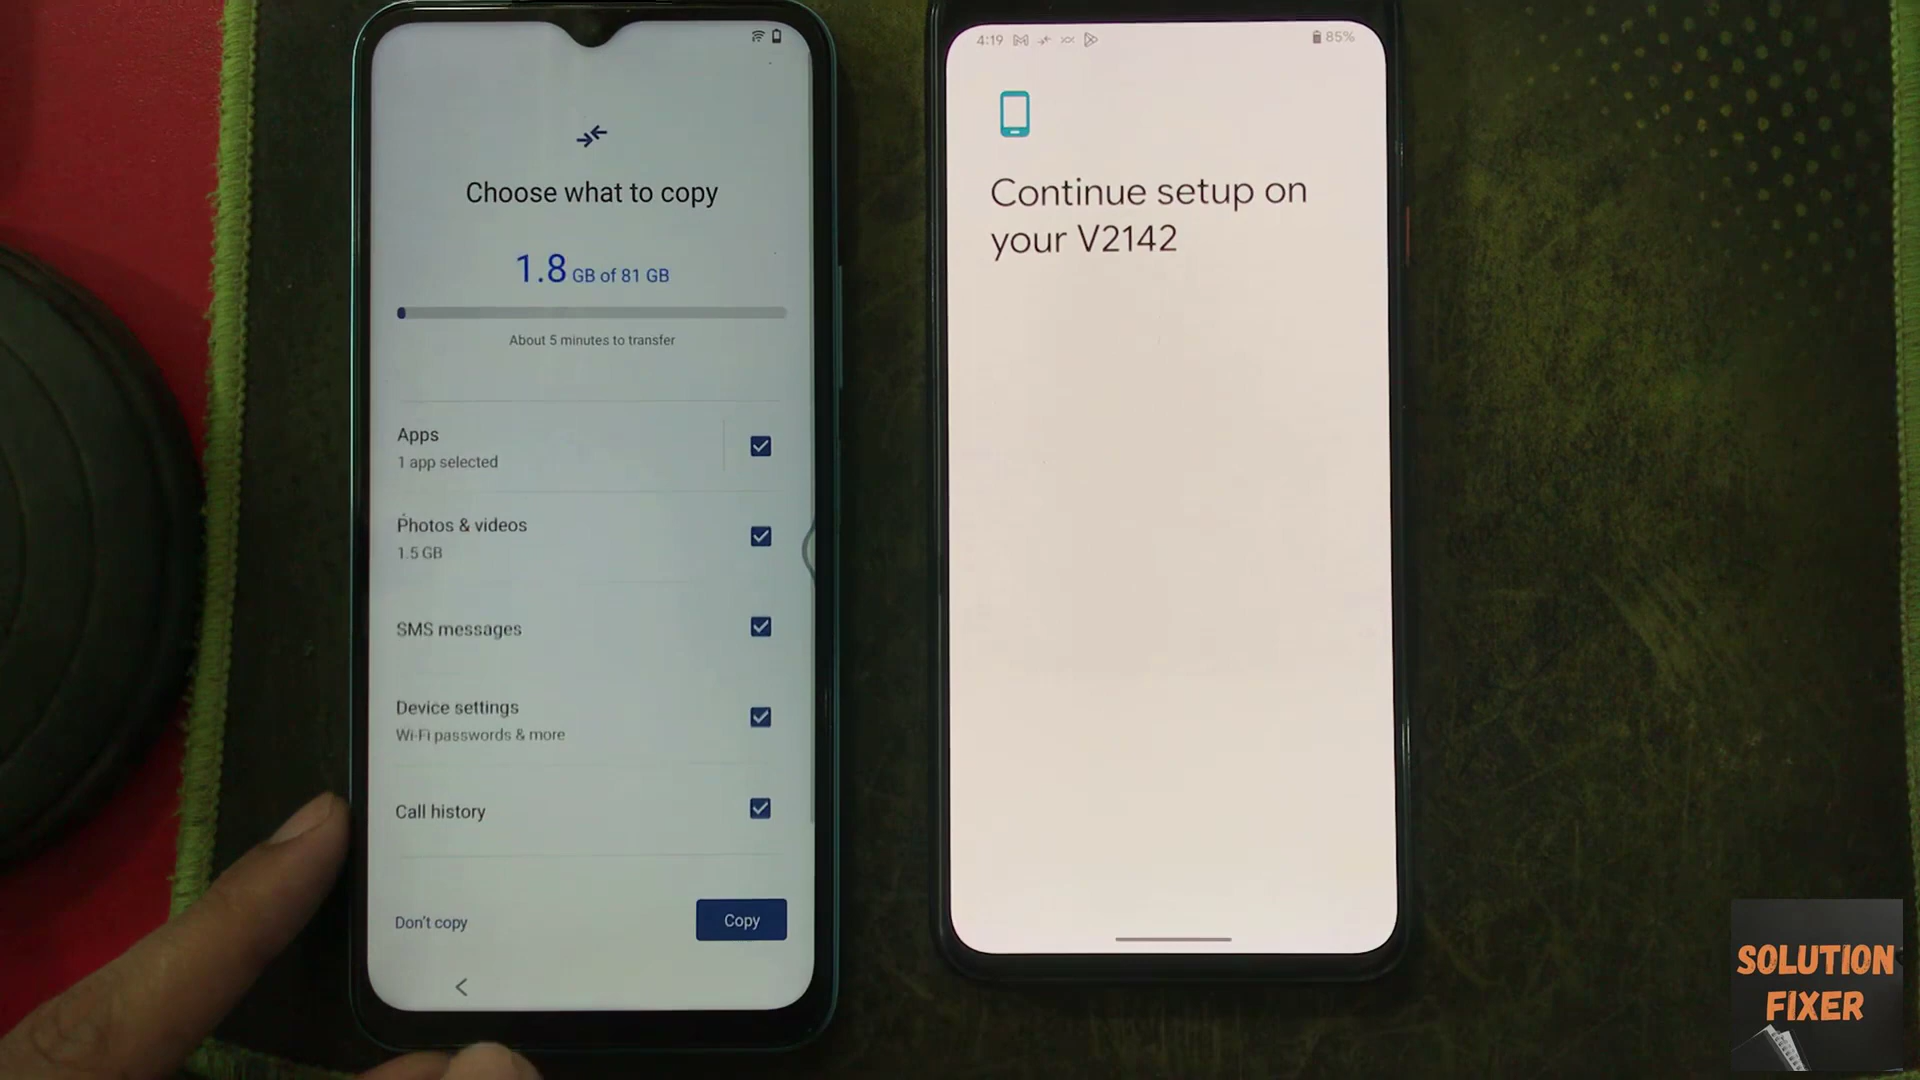 Choose what to copy
1.8 GB of 81 GB
About 5 minutes to transfer
Apps
1 app selected
Photos & videos
1.5 GB
SMS messages
Device settings
Wi-Fi passwords & more
Call history
Don't copy
Copy
4:19
85%
Continue setup on
your V2142
SOLUTION
FIXER